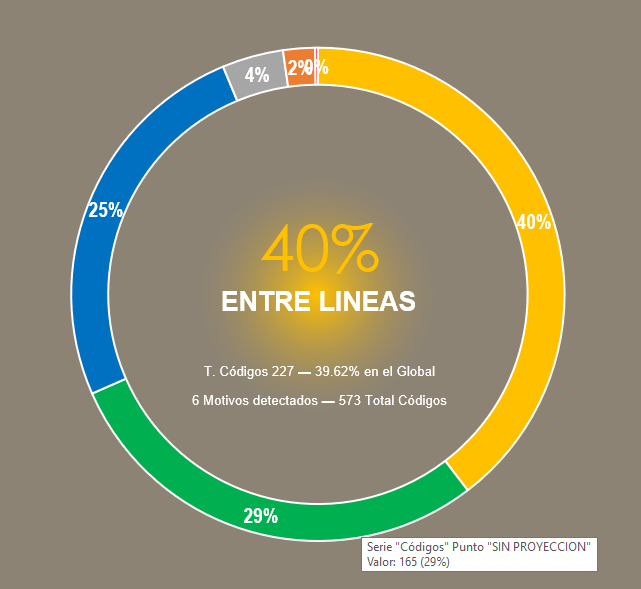 4%
2%
0%
40%
25%
40%
ENTRE LINEAS
T. Códigos 227 — 39.62% en el Global
6 Motivos detectados — 573 Total Códigos
29%
Serie "Códigos" Punto "SIN PROYECCION"
Valor: 165 (29%)